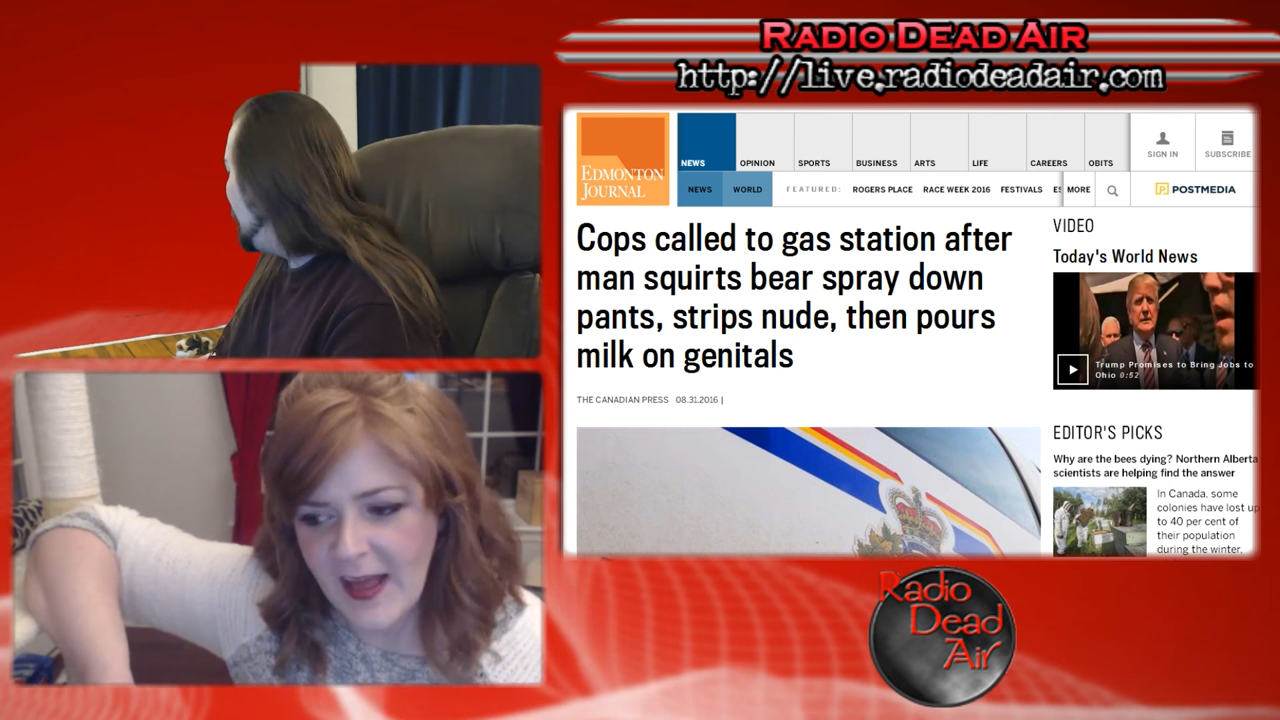 RADIO DEAD AIR
http://live.radiodeadair.com
EDMONTON
JOURNAL
NEWS
OPINION
SPORTS
BUSINESS
ARTS
LIFE
CAREERS
OBITS
SIGN IN
SUBSCRIBE
NEWS
WORLD
FEATURED:
ROGERS PLACE
RACE WEEK 2016
FESTIVALS
ES
MORE
POSTMEDIA
Cops called to gas station after
man squirts bear spray down
pants, strips nude, then pours
milk on genitals
THE CANADIAN PRESS 08.31.2016 |
VIDEO
Today's World News
Trump Promises to Bring Jobs to
Ohio 0:52
EDITOR'S PICKS
Why are the bees dying? Northern Alberta
scientists are helping find the answer
In Canada, some
colonies have lost up
to 40 per cent of
their population
during the winter,
Radio
Dead
Air